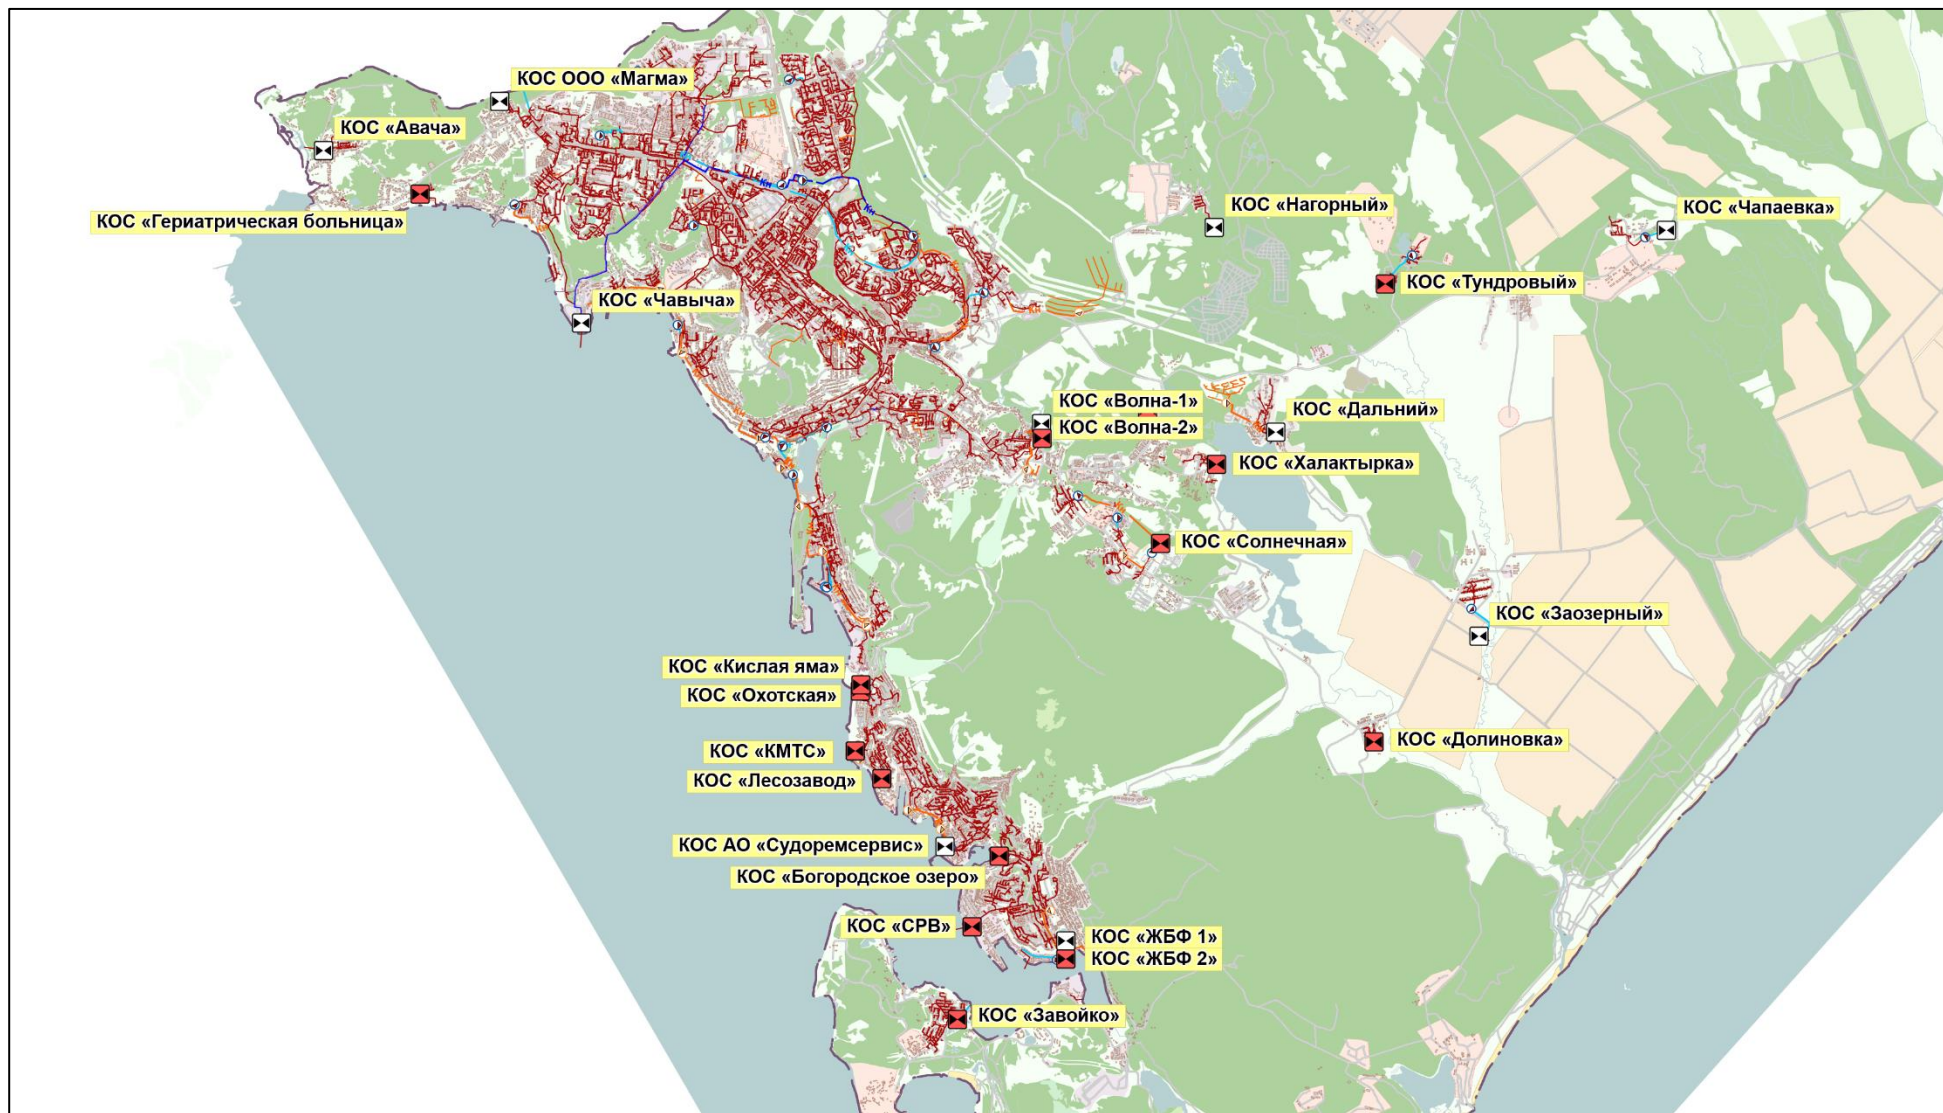 КОС ООО «Магма»
КОС «Авача»
КОС «Гериатрическая больница»
КОС «Нагорный»
КОС «Чапаевка»
КОС «Тундровый»
КОС «Чавыча»
КОС «Волна-1»
КОС «Волна-2»
КОС «Дальний»
КОС «Халактырка»
КОС «Солнечная»
КОС «Заозерный»
КОС «Кислая яма»
КОС «Охотская»
КОС «КМТС»
КОС «Долиновка»
КОС «Лесозавод»
КОС АО «Судоремсервис»
КОС «Богородское озеро»
КОС «СРВ»
КОС «ЖБФ 1»
КОС «ЖБФ 2»
КОС «Завойко»